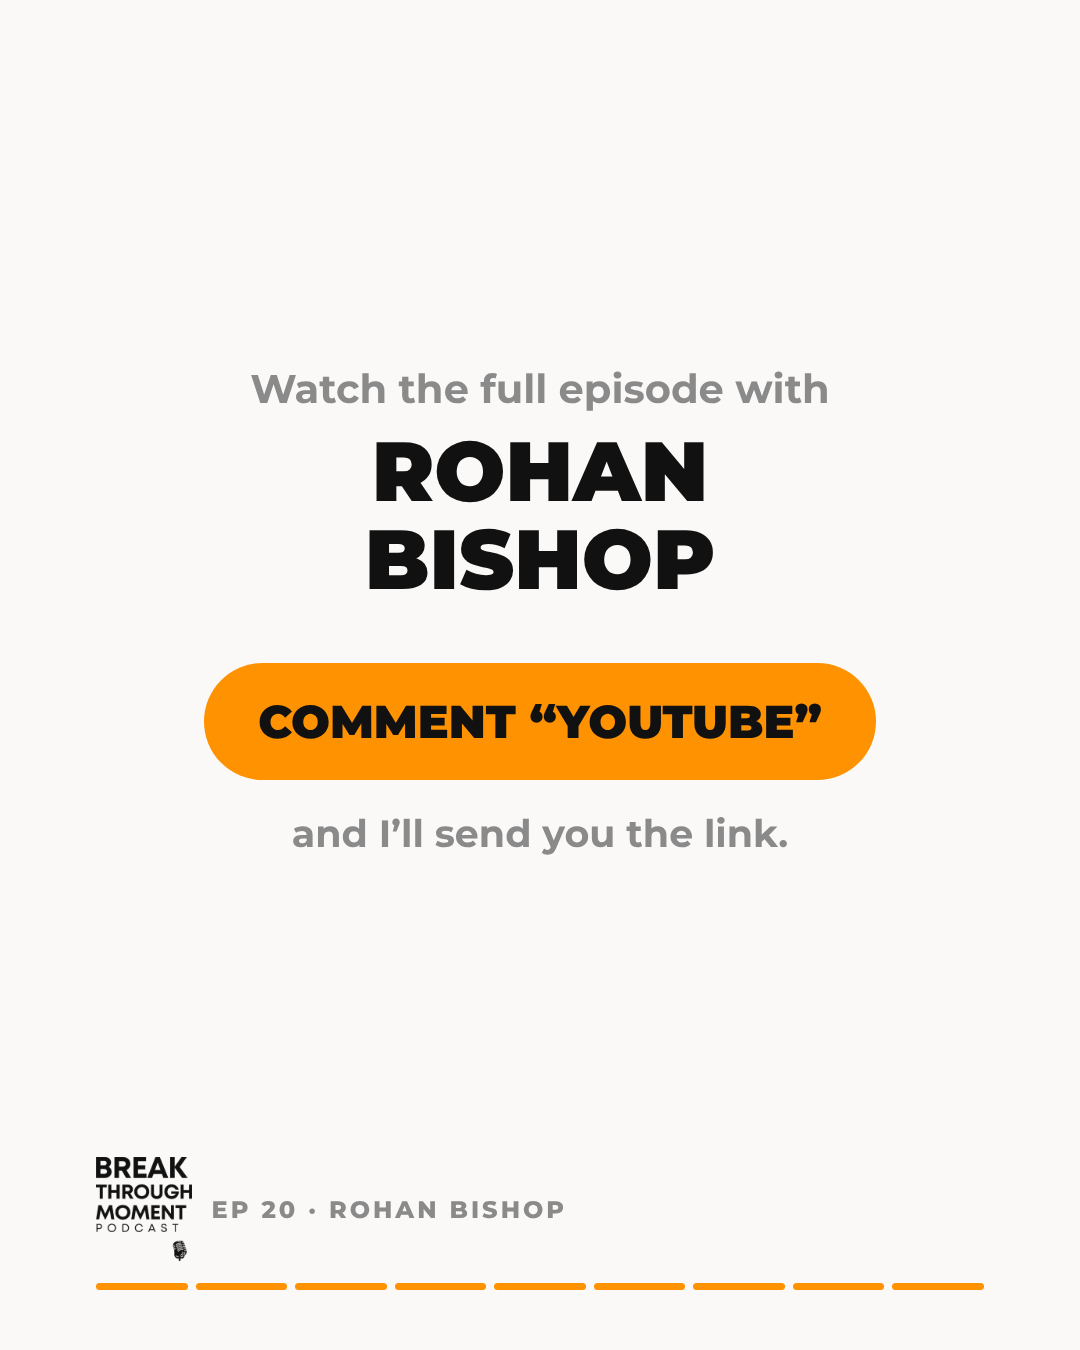 Watch the full episode with
ROHAN
BISHOP
COMMENT “YOUTUBE”
and I’ll send you the link.
BREAK
THROUGH
MOMENT
PODCAST
EP 20 · ROHAN BISHOP